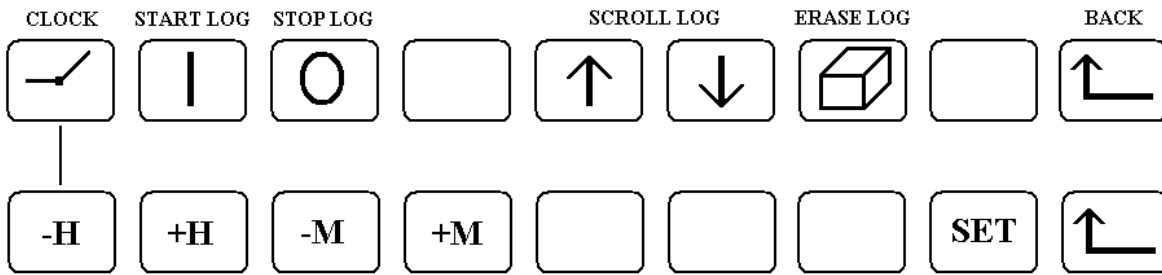 CLOCK START LOG STOP LOG SCROLL LOG ERASE LOG BACK
-H +H -M +M SET